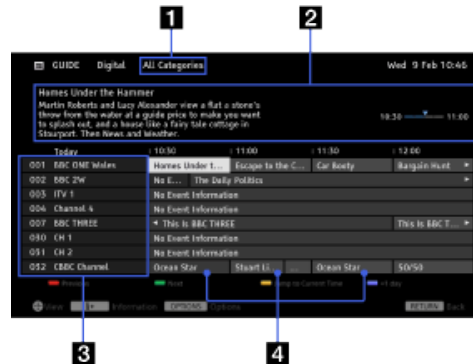 1
2
GUIDE Digital All Categories Wed 9 Feb 10:46
Homes Under the Hammer
Martin Roberts and Lucy Alexander view a flat a stone's
throw from the water at a guide price to make you want
to splash out, and a house like a fairy tale cottage in
Stourport. Then News and Weather.
10:30 11:00
Today 10:30 11:00 11:30 12:00
001 BBC ONE Wales Homes Under t... Escape to the C... Car Booty Bargain Hunt
002 BBC 2W No E... The Daily Politics
003 ITV 1 No Event Information
004 Channel 4 No Event Information
007 BBC THREE This Is BBC THREE This Is BBC T...
030 CH 1 No Event Information
031 CH 2 No Event Information
032 CBBC Channel Ocean Star Stuart Li... ... Ocean Star 50/50
Previous Next Jump to Current Time +1 day
View Information OPTIONS Options RETURN Back
3
4